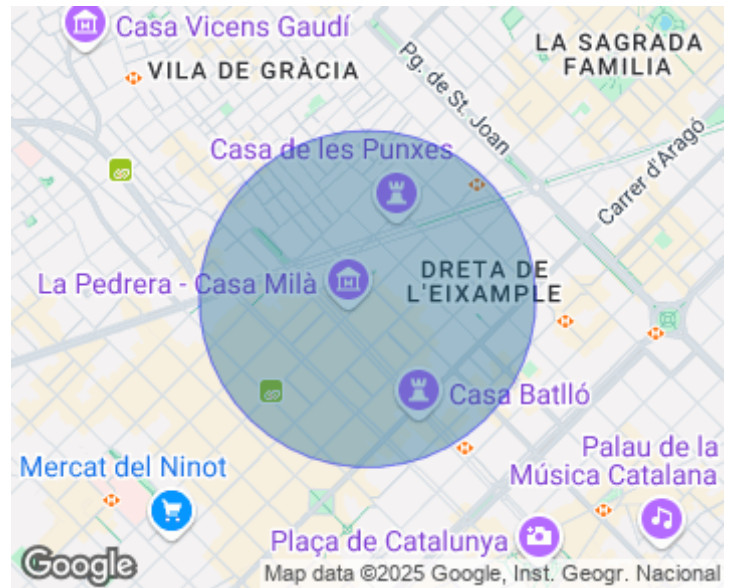 Casa Vicens Gaudí
VILA DE GRÀCIA
LA SAGRADA
FAMILIA
Pg. de St. Joan
Casa de les Punxes
Carrer d'Aragó
La Pedrera - Casa Milà
DRETA DE
L'EIXAMPLE
Casa Batlló
Mercat del Ninot
Palau de la
Música Catalana
Plaça de Catalunya
Google
Map data ©2025 Google, Inst. Geogr. Nacional